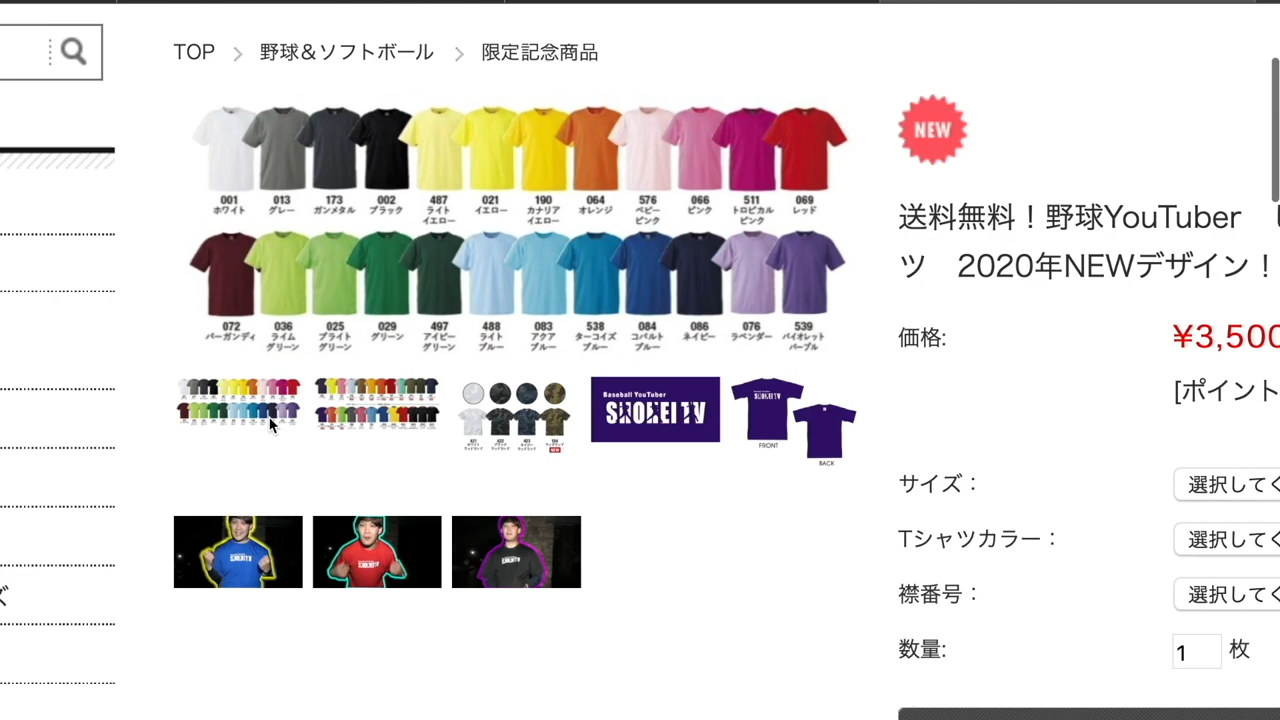 TOP > 野球＆ソフトボール > 限定記念商品
NEW
001 013 173 002 487 021 190 064 576 066 511 069
ホワイト グレー ガンメタル ブラック ライトイエロー イエロー カナリアイエロー オレンジ ベビーピンク ピンク トロピカルピンク レッド
送料無料！野球YouTuber
ツ 2020年NEWデザイン！
072 036 025 029 497 488 083 538 084 086 076 539
バーガンディ ライムグリーン ブライトグリーン グリーン アイビーグリーン ライトブルー アクアブルー ターコイズブルー コバルトブルー ネイビー ラベンダー バイオレットパープル
価格: ¥3,500
[ポイント
Baseball YouTuber
SHOHEI TV
FRONT
BACK
サイズ： 選択してく
Tシャツカラー： 選択してく
襟番号： 選択してく
ズ
数量: 1 枚